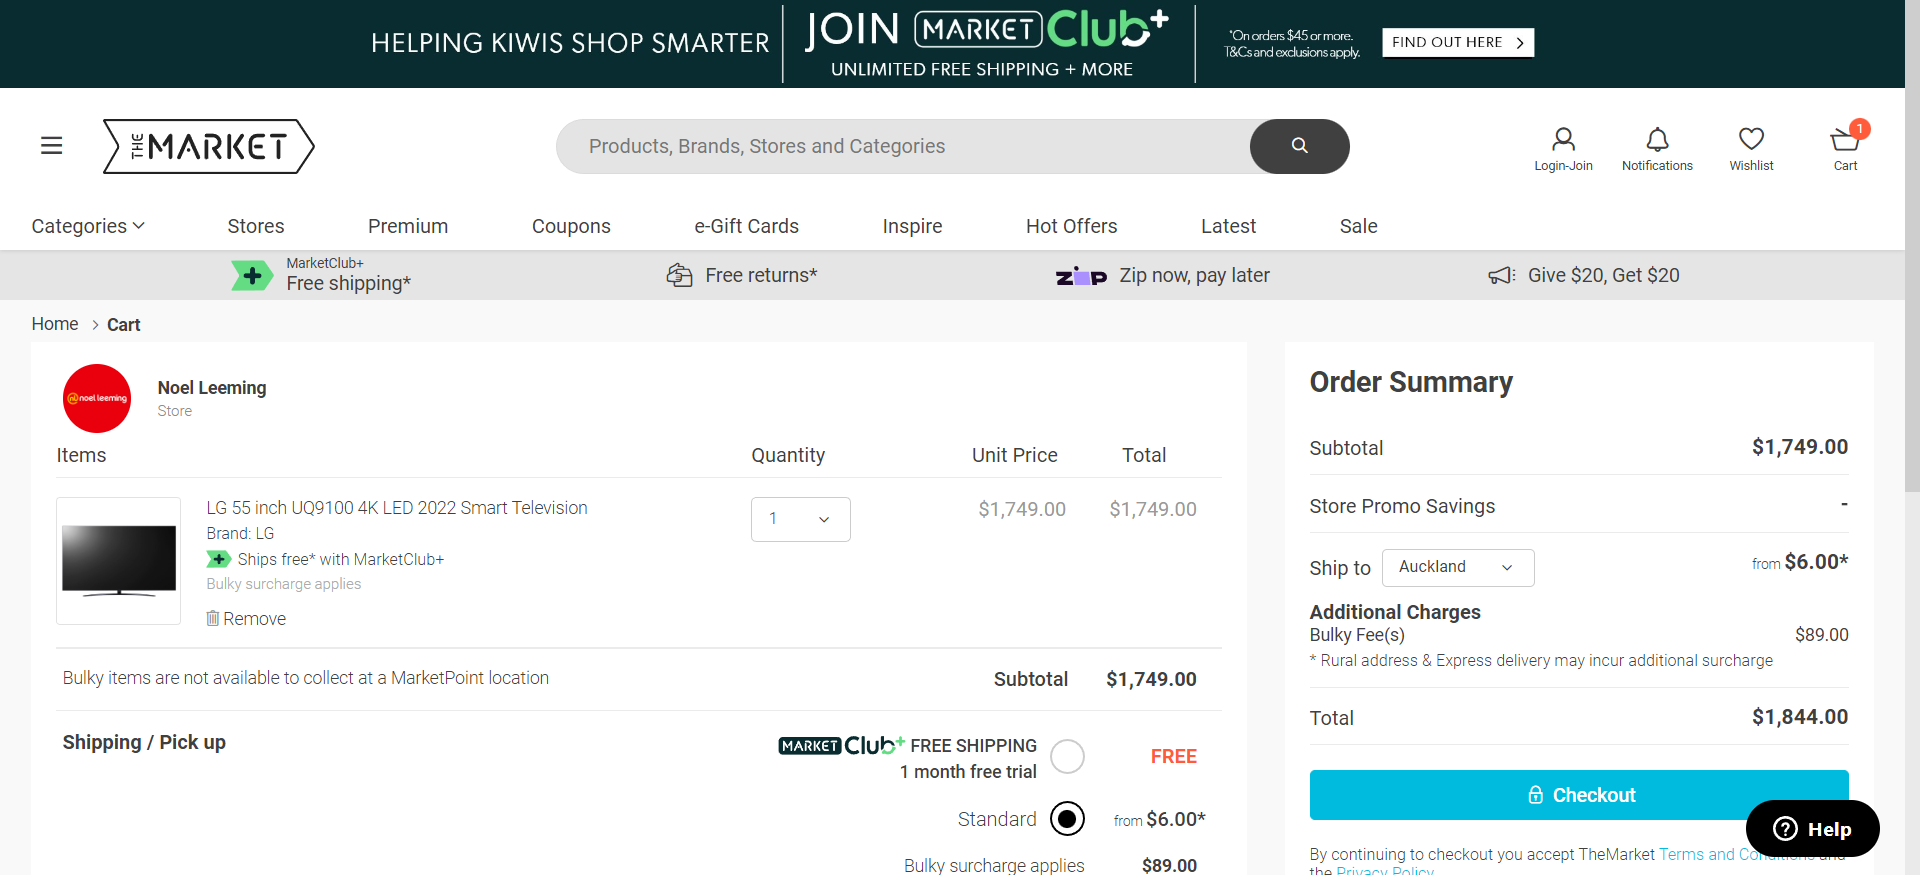 HELPING KIWIS SHOP SMARTER
JOIN MARKET Club+
UNLIMITED FREE SHIPPING + MORE
*On orders $45 or more.
T&Cs and exclusions apply.
FIND OUT HERE
THE MARKET
Products, Brands, Stores and Categories
Login-Join
Notifications
Wishlist
1
Cart
Categories
Stores
Premium
Coupons
e-Gift Cards
Inspire
Hot Offers
Latest
Sale
MarketClub+
Free shipping*
Free returns*
zip
Zip now, pay later
Give $20, Get $20
Home > Cart
noel leeming
Noel Leeming
Store
Items
Quantity
Unit Price
Total
LG 55 inch UQ9100 4K LED 2022 Smart Television
Brand: LG
Ships free* with MarketClub+
Bulky surcharge applies
Remove
1
$1,749.00
$1,749.00
Bulky items are not available to collect at a MarketPoint location
Subtotal
$1,749.00
Shipping / Pick up
MARKET Club+ FREE SHIPPING
1 month free trial
FREE
Standard
from $6.00*
Bulky surcharge applies
$89.00
Order Summary
Subtotal
$1,749.00
Store Promo Savings
-
Ship to
Auckland
from $6.00*
Additional Charges
Bulky Fee(s)
$89.00
* Rural address & Express delivery may incur additional surcharge
Total
$1,844.00
Checkout
Help
By continuing to checkout you accept TheMarket Terms and Conditions and
the Privacy Policy